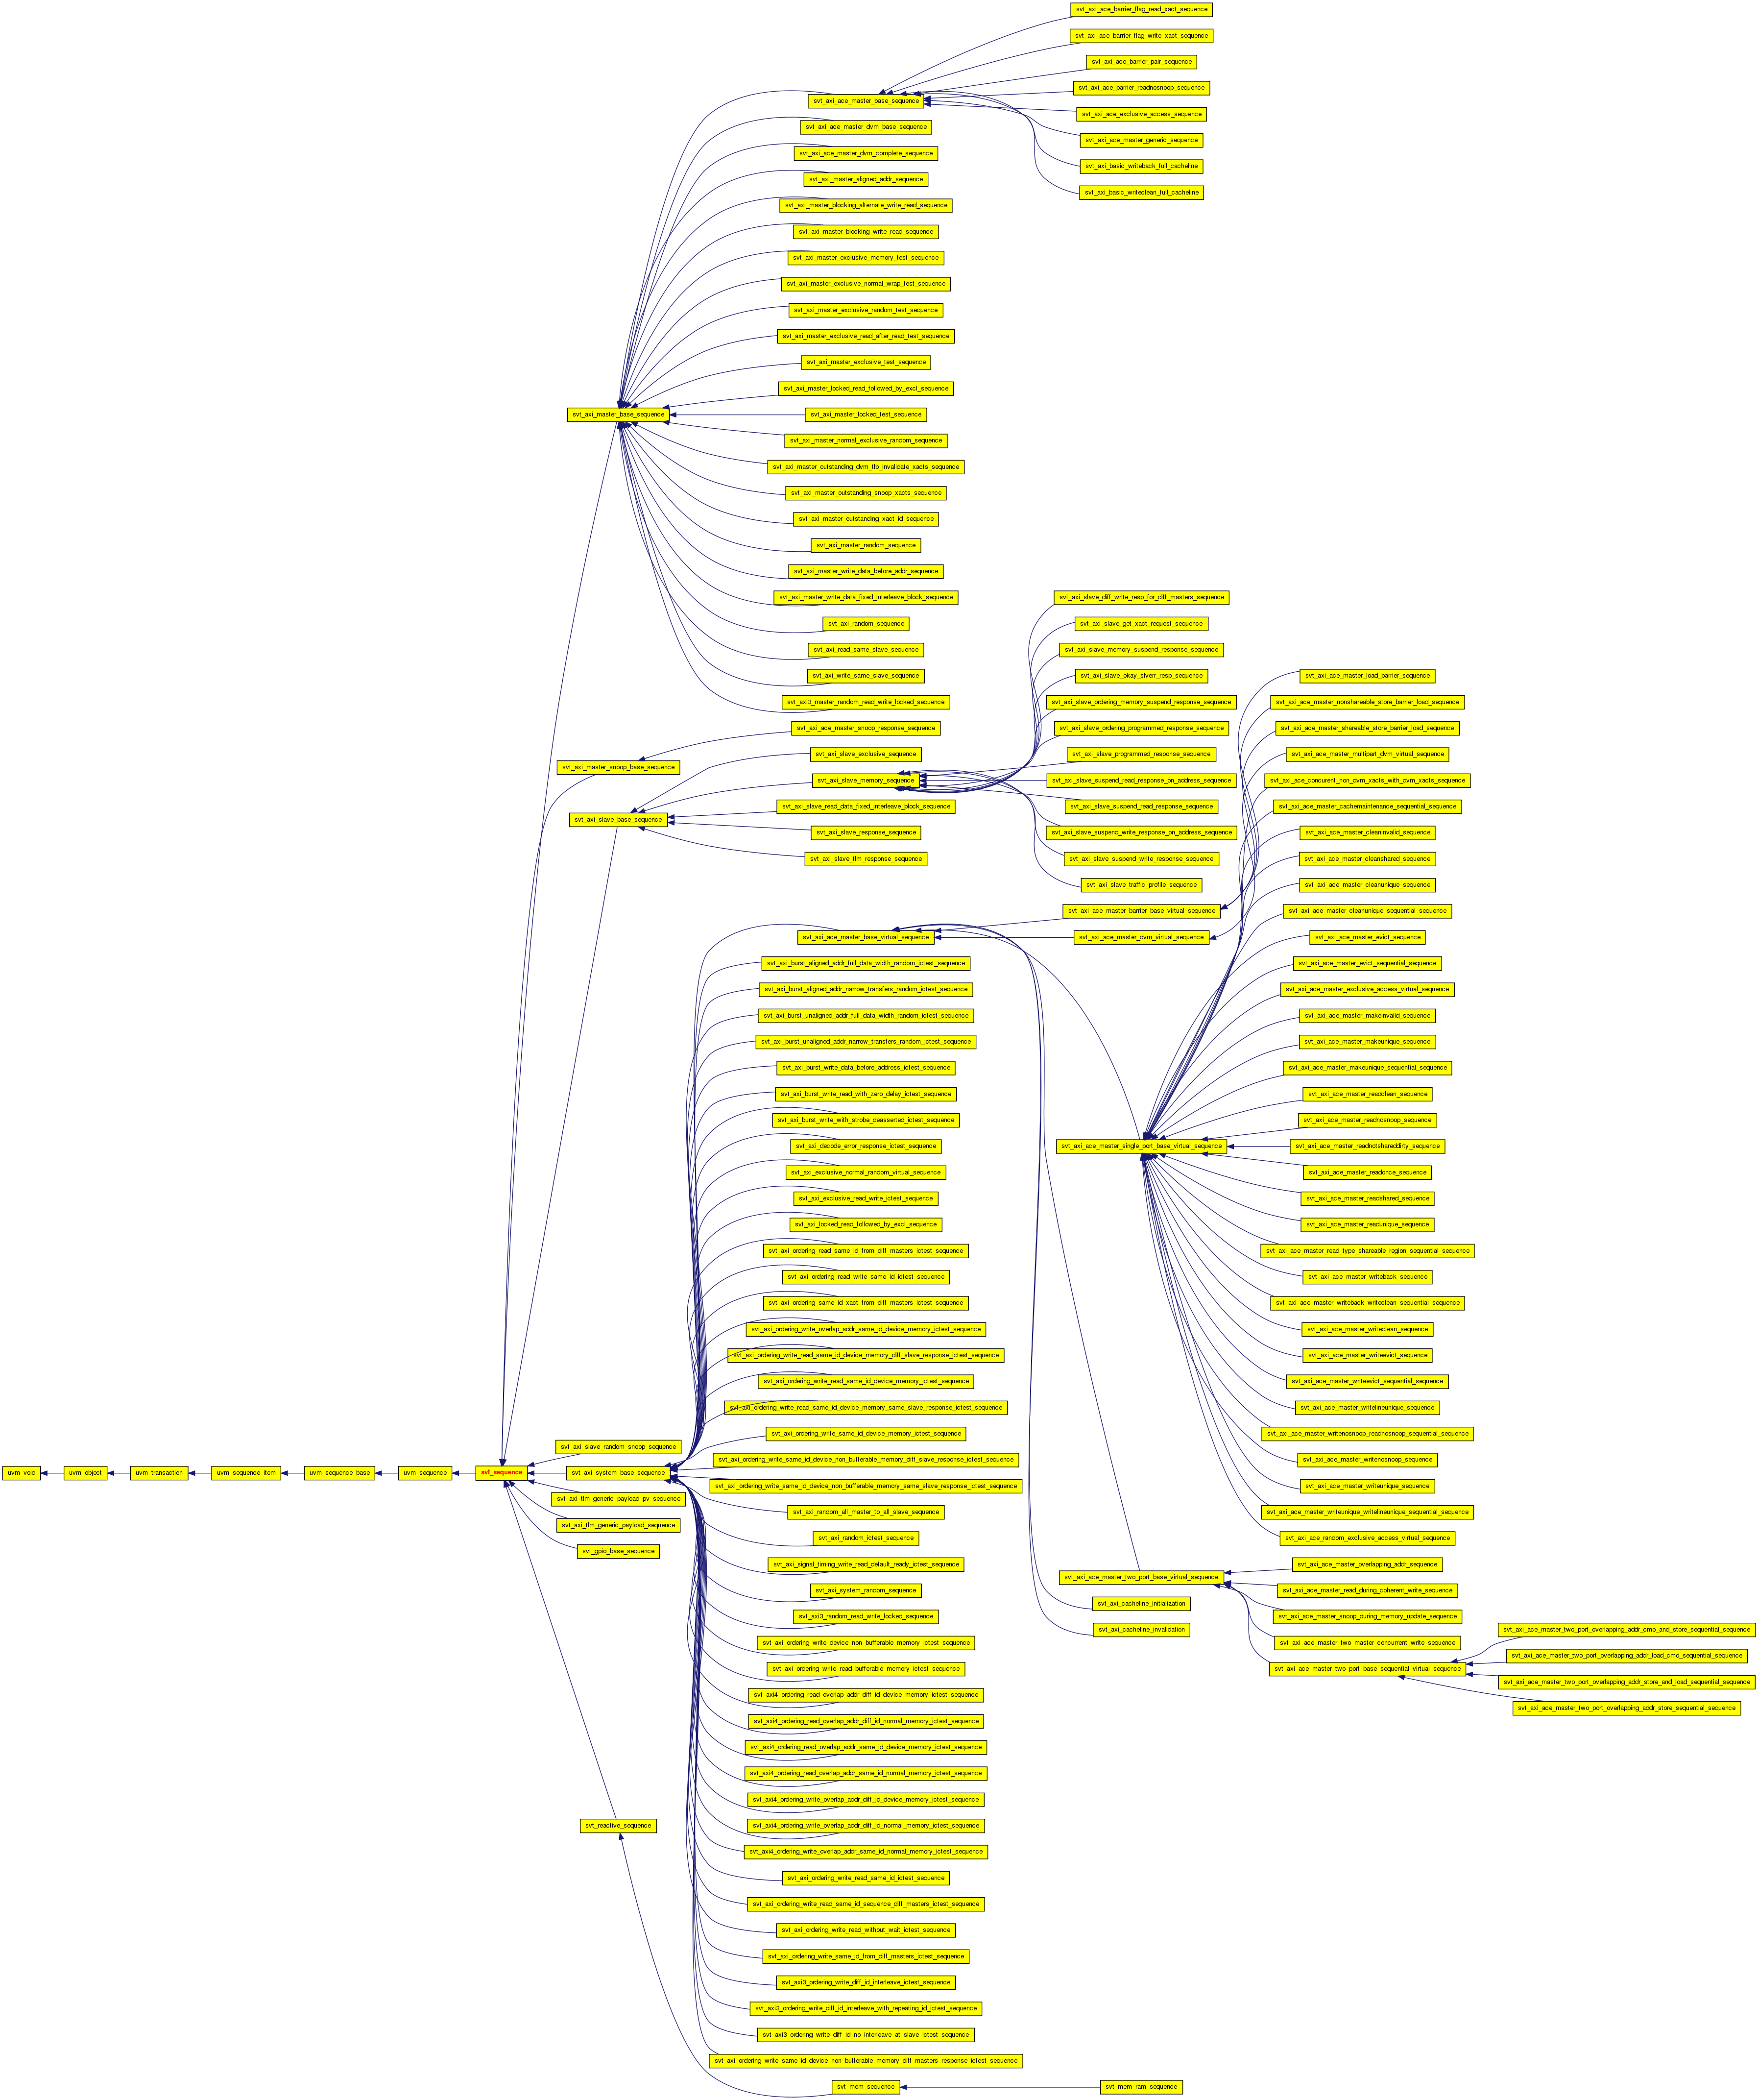 svt_axi_ace_barrier_flag_read_xact_sequence
svt_axi_ace_barrier_flag_write_xact_sequence
svt_axi_ace_barrier_pair_sequence
svt_axi_ace_barrier_readnosnoop_sequence
svt_axi_ace_master_base_sequence
svt_axi_ace_exclusive_access_sequence
svt_axi_ace_master_dvm_base_sequence
svt_axi_ace_master_generic_sequence
svt_axi_ace_master_dvm_complete_sequence
svt_axi_basic_writeback_full_cacheline
svt_axi_master_aligned_addr_sequence
svt_axi_basic_writeclean_full_cacheline
svt_axi_master_blocking_alternate_write_read_sequence
svt_axi_master_blocking_write_read_sequence
svt_axi_master_exclusive_memory_test_sequence
svt_axi_master_exclusive_normal_wrap_test_sequence
svt_axi_master_exclusive_random_test_sequence
svt_axi_master_exclusive_read_after_read_test_sequence
svt_axi_master_exclusive_test_sequence
svt_axi_master_locked_read_followed_by_excl_sequence
svt_axi_master_base_sequence
svt_axi_master_locked_test_sequence
svt_axi_master_normal_exclusive_random_sequence
svt_axi_master_outstanding_dvm_tlb_invalidate_xacts_sequence
svt_axi_master_outstanding_snoop_xacts_sequence
svt_axi_master_outstanding_xact_id_sequence
svt_axi_master_random_sequence
svt_axi_master_write_data_before_addr_sequence
svt_axi_master_write_data_fixed_interleave_block_sequence
svt_axi_slave_diff_write_resp_for_diff_masters_sequence
svt_axi_random_sequence
svt_axi_slave_get_xact_request_sequence
svt_axi_read_same_slave_sequence
svt_axi_slave_memory_suspend_response_sequence
svt_axi_write_same_slave_sequence
svt_axi_slave_okay_slverr_resp_sequence
svt_axi_ace_master_load_barrier_sequence
svt_axi3_master_random_read_write_locked_sequence
svt_axi_slave_ordering_memory_suspend_response_sequence
svt_axi_ace_master_nonshareable_store_barrier_load_sequence
svt_axi_ace_master_snoop_response_sequence
svt_axi_slave_ordering_programmed_response_sequence
svt_axi_ace_master_shareable_store_barrier_load_sequence
svt_axi_slave_exclusive_sequence
svt_axi_slave_programmed_response_sequence
svt_axi_ace_master_multipart_dvm_virtual_sequence
svt_axi_master_snoop_base_sequence
svt_axi_slave_memory_sequence
svt_axi_slave_suspend_read_response_on_address_sequence
svt_axi_ace_concurent_non_dvm_xacts_with_dvm_xacts_sequence
svt_axi_slave_read_data_fixed_interleave_block_sequence
svt_axi_slave_suspend_read_response_sequence
svt_axi_ace_master_cachemaintenance_sequential_sequence
svt_axi_slave_base_sequence
svt_axi_slave_response_sequence
svt_axi_slave_suspend_write_response_on_address_sequence
svt_axi_ace_master_cleaninvalid_sequence
svt_axi_slave_tlm_response_sequence
svt_axi_slave_suspend_write_response_sequence
svt_axi_ace_master_cleanshared_sequence
svt_axi_slave_traffic_profile_sequence
svt_axi_ace_master_cleanunique_sequence
svt_axi_ace_master_barrier_base_virtual_sequence
svt_axi_ace_master_cleanunique_sequential_sequence
svt_axi_ace_master_base_virtual_sequence
svt_axi_ace_master_dvm_virtual_sequence
svt_axi_ace_master_evict_sequence
svt_axi_burst_aligned_addr_full_data_width_random_ictest_sequence
svt_axi_ace_master_evict_sequential_sequence
svt_axi_burst_aligned_addr_narrow_transfers_random_ictest_sequence
svt_axi_ace_master_exclusive_access_virtual_sequence
svt_axi_burst_unaligned_addr_full_data_width_random_ictest_sequence
svt_axi_ace_master_makeinvalid_sequence
svt_axi_burst_unaligned_addr_narrow_transfers_random_ictest_sequence
svt_axi_ace_master_makeunique_sequence
svt_axi_burst_write_data_before_address_ictest_sequence
svt_axi_ace_master_makeunique_sequential_sequence
svt_axi_burst_write_read_with_zero_delay_ictest_sequence
svt_axi_ace_master_readclean_sequence
svt_axi_burst_write_with_strobe_deasserted_ictest_sequence
svt_axi_ace_master_readnosnoop_sequence
svt_axi_decode_error_response_ictest_sequence
svt_axi_ace_master_single_port_base_virtual_sequence
svt_axi_ace_master_readnotshareddirty_sequence
svt_axi_exclusive_normal_random_virtual_sequence
svt_axi_ace_master_readonce_sequence
svt_axi_exclusive_read_write_ictest_sequence
svt_axi_ace_master_readshared_sequence
svt_axi_locked_read_followed_by_excl_sequence
svt_axi_ace_master_readunique_sequence
svt_axi_ordering_read_same_id_from_diff_masters_ictest_sequence
svt_axi_ace_master_read_type_shareable_region_sequential_sequence
svt_axi_ordering_read_write_same_id_ictest_sequence
svt_axi_ace_master_writeback_sequence
svt_axi_ordering_same_id_xact_from_diff_masters_ictest_sequence
svt_axi_ace_master_writeback_writeclean_sequential_sequence
svt_axi_ordering_write_overlap_addr_same_id_device_memory_ictest_sequence
svt_axi_ace_master_writeclean_sequence
svt_axi_ordering_write_read_same_id_device_memory_diff_slave_response_ictest_sequence
svt_axi_ace_master_writeevict_sequence
svt_axi_ordering_write_read_same_id_device_memory_ictest_sequence
svt_axi_ace_master_writeevict_sequential_sequence
svt_axi_ordering_write_read_same_id_device_memory_same_slave_response_ictest_sequence
svt_axi_ace_master_writelineunique_sequence
svt_axi_ordering_write_same_id_device_memory_ictest_sequence
svt_axi_ace_master_writenosnoop_readnosnoop_sequential_sequence
svt_axi_slave_random_snoop_sequence
svt_axi_ordering_write_same_id_device_non_bufferable_memory_diff_slave_response_ictest_sequence
svt_axi_ace_master_writenosnoop_sequence
uvm_void
uvm_object
uvm_transaction
uvm_sequence_item
uvm_sequence_base
uvm_sequence
svt_sequence
svt_axi_system_base_sequence
svt_axi_ordering_write_same_id_device_non_bufferable_memory_same_slave_response_ictest_sequence
svt_axi_ace_master_writeunique_sequence
svt_axi_tlm_generic_payload_pv_sequence
svt_axi_random_all_master_to_all_slave_sequence
svt_axi_ace_master_writeunique_writelineunique_sequential_sequence
svt_axi_tlm_generic_payload_sequence
svt_axi_random_ictest_sequence
svt_axi_ace_random_exclusive_access_virtual_sequence
svt_gpio_base_sequence
svt_axi_signal_timing_write_read_default_ready_ictest_sequence
svt_axi_ace_master_overlapping_addr_sequence
svt_axi_ace_master_two_port_base_virtual_sequence
svt_axi_system_random_sequence
svt_axi_ace_master_read_during_coherent_write_sequence
svt_axi_cacheline_initialization
svt_axi3_random_read_write_locked_sequence
svt_axi_ace_master_snoop_during_memory_update_sequence
svt_axi_cacheline_invalidation
svt_axi_ace_master_two_port_overlapping_addr_cmo_and_store_sequential_sequence
svt_axi_ordering_write_device_non_bufferable_memory_ictest_sequence
svt_axi_ace_master_two_master_concurrent_write_sequence
svt_axi_ace_master_two_port_overlapping_addr_load_cmo_sequential_sequence
svt_axi_ordering_write_read_bufferable_memory_ictest_sequence
svt_axi_ace_master_two_port_base_sequential_virtual_sequence
svt_axi_ace_master_two_port_overlapping_addr_store_and_load_sequential_sequence
svt_axi4_ordering_read_overlap_addr_diff_id_device_memory_ictest_sequence
svt_axi_ace_master_two_port_overlapping_addr_store_sequential_sequence
svt_axi4_ordering_read_overlap_addr_diff_id_normal_memory_ictest_sequence
svt_axi4_ordering_read_overlap_addr_same_id_device_memory_ictest_sequence
svt_axi4_ordering_read_overlap_addr_same_id_normal_memory_ictest_sequence
svt_axi4_ordering_write_overlap_addr_diff_id_device_memory_ictest_sequence
svt_reactive_sequence
svt_axi4_ordering_write_overlap_addr_diff_id_normal_memory_ictest_sequence
svt_axi4_ordering_write_overlap_addr_same_id_normal_memory_ictest_sequence
svt_axi_ordering_write_read_same_id_ictest_sequence
svt_axi_ordering_write_read_same_id_sequence_diff_masters_ictest_sequence
svt_axi_ordering_write_read_without_wait_ictest_sequence
svt_axi_ordering_write_same_id_from_diff_masters_ictest_sequence
svt_axi3_ordering_write_diff_id_interleave_ictest_sequence
svt_axi3_ordering_write_diff_id_interleave_with_repeating_id_ictest_sequence
svt_axi3_ordering_write_diff_id_no_interleave_at_slave_ictest_sequence
svt_axi_ordering_write_same_id_device_non_bufferable_memory_diff_masters_response_ictest_sequence
svt_mem_sequence
svt_mem_ram_sequence